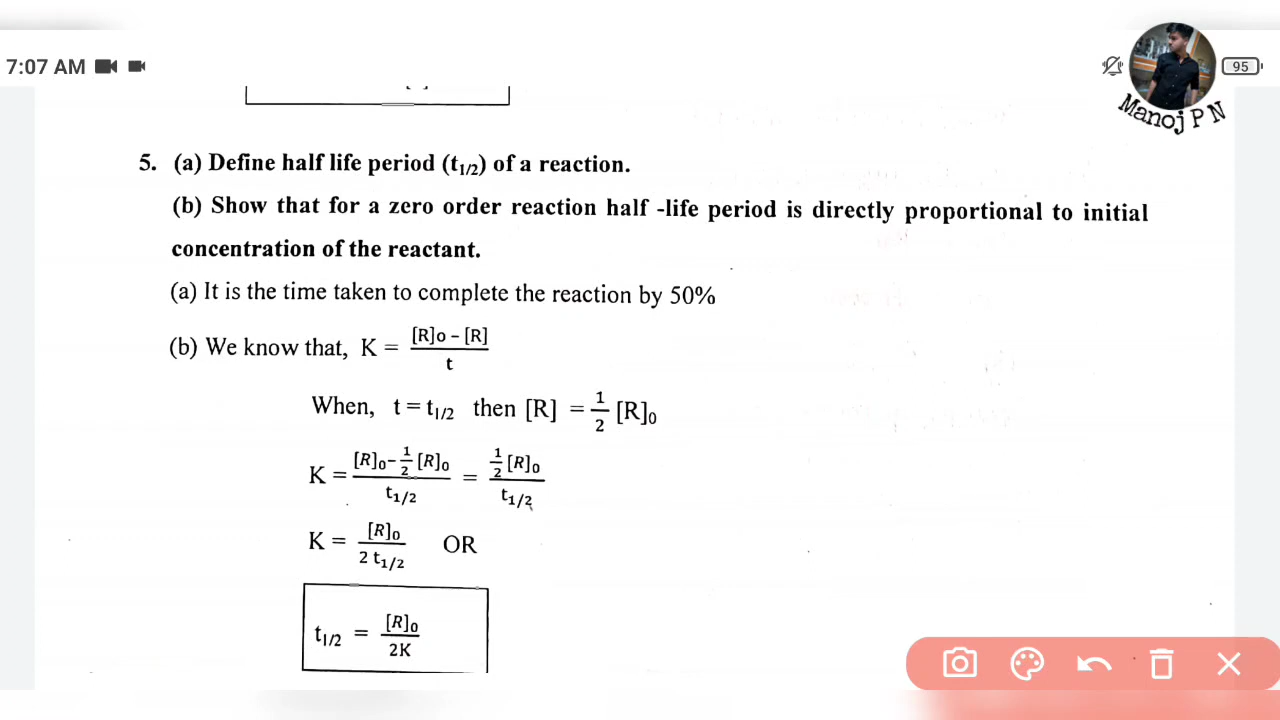 7:07 AM
95
Manoj P N
5. (a) Define half life period (t1/2) of a reaction.
(b) Show that for a zero order reaction half -life period is directly proportional to initial
concentration of the reactant.
(a) It is the time taken to complete the reaction by 50%
(b) We know that, K = [R]o – [R] / t
When, t = t1/2 then [R] = 1/2 [R]0
K = [R]0 – 1/2 [R]0 / t1/2 = 1/2 [R]0 / t1/2
K = [R]0 / 2 t1/2 OR
t1/2 = [R]0 / 2K